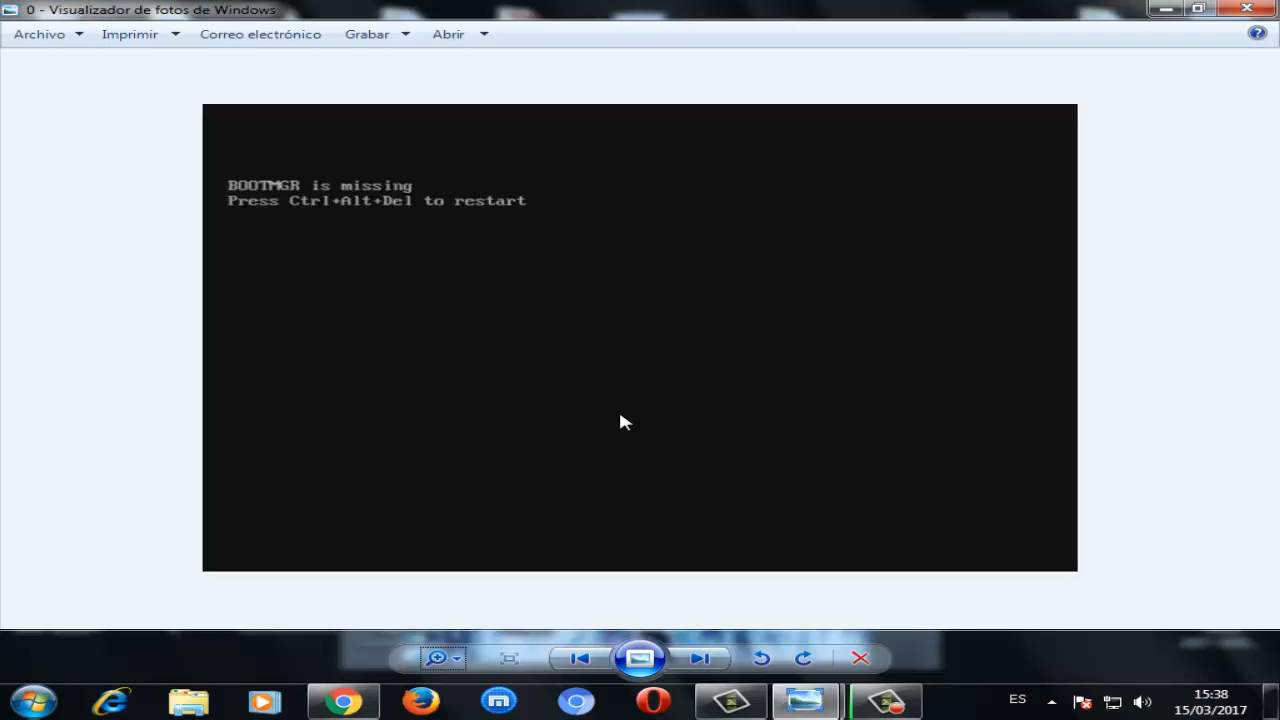 0 - Visualizador de fotos de Windows
Archivo Imprimir Correo electrónico Grabar Abrir
BOOTMGR is missing
Press Ctrl+Alt+Del to restart
ES
15:38
15/03/2017